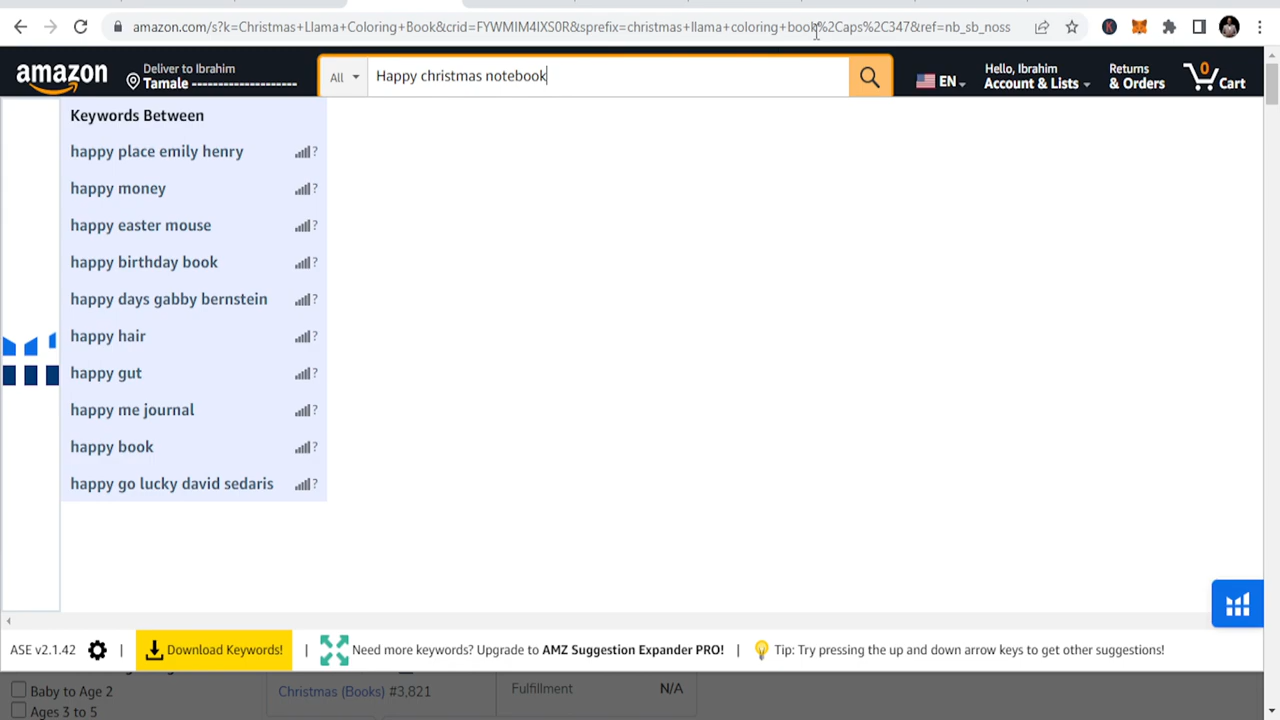 amazon.com/s?k=Christmas+Llama+Coloring+Book&crid=FYWMIM4IXS0R&sprefix=christmas+llama+coloring+book%2Caps%2C347&ref=nb_sb_noss
amazon
Deliver to Ibrahim
Tamale ------------------
All
Happy christmas notebook
EN
Hello, Ibrahim
Account & Lists
Returns
& Orders
0
Cart
Keywords Between
happy place emily henry ?
happy money ?
happy easter mouse ?
happy birthday book ?
happy days gabby bernstein ?
happy hair ?
happy gut ?
happy me journal ?
happy book ?
happy go lucky david sedaris ?
ASE v2.1.42 | Download Keywords! | Need more keywords? Upgrade to AMZ Suggestion Expander PRO! | Tip: Try pressing the up and down arrow keys to get other suggestions!
Baby to Age 2
Ages 3 to 5
Christmas (Books) #3,821
Fulfillment N/A